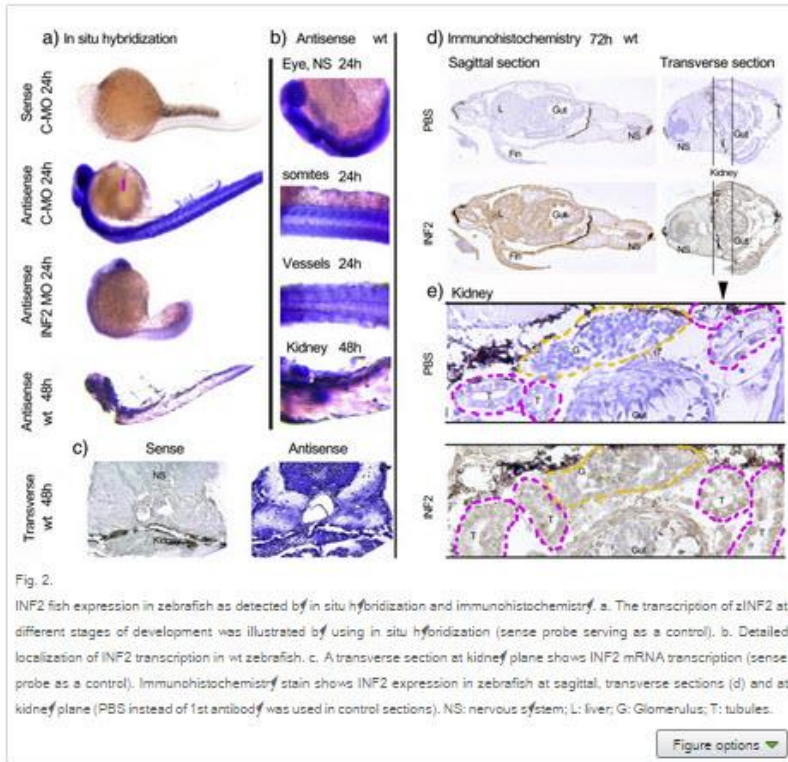 a) In situ hybridization
b) Antisense wt
d) Immunohistochemistry 72h wt
Sense
C-MO 24h
Antisense
C-MO 24h
Antisense
INF2 MO 24h
Antisense
wt 48h
Eye, NS 24h
somites 24h
Vessels 24h
Kidney 48h
c) Sense Antisense
Transverse
wt 48h
NS
Kidney
Sagittal section Transverse section
PBS
L Gut
Fin NS
NS Gut
Kidney
INF2
L Gut
Fin NS
NS Gut
e) Kidney
PBS
G
T T
Gut
INF2
G
T T T T T
Gut
Fig. 2.
INF2 fish expression in zebrafish as detected by in situ hybridization and immunohistochemistry. a. The transcription of zINF2 at
different stages of development was illustrated by using in situ hybridization (sense probe serving as a control). b. Detailed
localization of INF2 transcription in wt zebrafish. c. A transverse section at kidney plane shows INF2 mRNA transcription (sense
probe as a control). Immunohistochemistry stain shows INF2 expression in zebrafish at sagittal, transverse sections (d) and at
kidney plane (PBS instead of 1st antibody was used in control sections). NS: nervous system; L: liver; G: Glomerulus; T: tubules.
Figure options